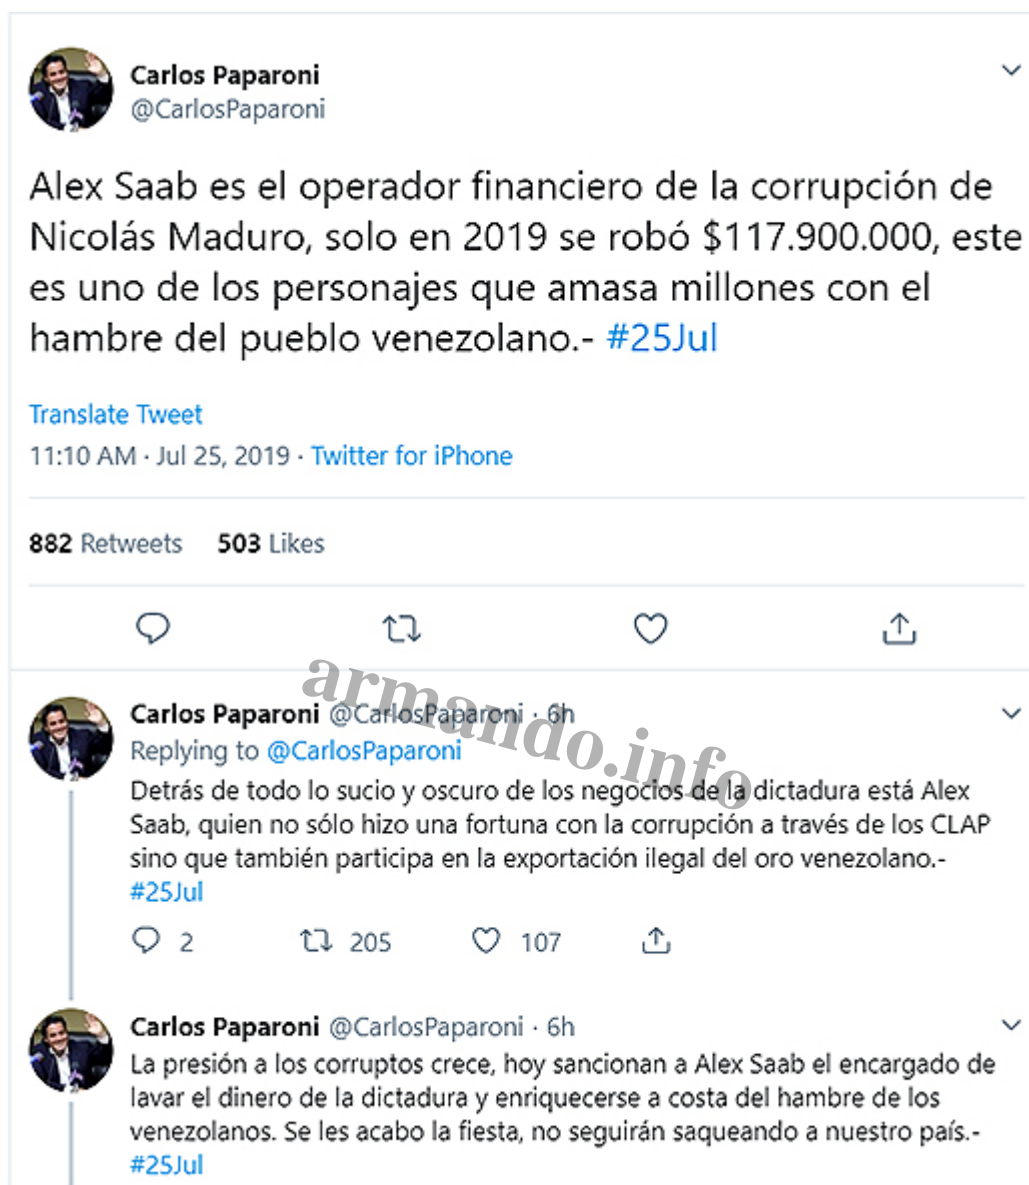 Carlos Paparoni
@CarlosPaparoni
Alex Saab es el operador financiero de la corrupción de
Nicolás Maduro, solo en 2019 se robó $117.900.000, este
es uno de los personajes que amasa millones con el
hambre del pueblo venezolano.- #25Jul
Translate Tweet
11:10 AM · Jul 25, 2019 · Twitter for iPhone
882 Retweets 503 Likes
armando.info
Carlos Paparoni @CarlosPaparoni · 6h
Replying to @CarlosPaparoni
Detrás de todo lo sucio y oscuro de los negocios de la dictadura está Alex
Saab, quien no sólo hizo una fortuna con la corrupción a través de los CLAP
sino que también participa en la exportación ilegal del oro venezolano.-
#25Jul
2 205 107
Carlos Paparoni @CarlosPaparoni · 6h
La presión a los corruptos crece, hoy sancionan a Alex Saab el encargado de
lavar el dinero de la dictadura y enriquecerse a costa del hambre de los
venezolanos. Se les acabo la fiesta, no seguirán saqueando a nuestro país.-
#25Jul